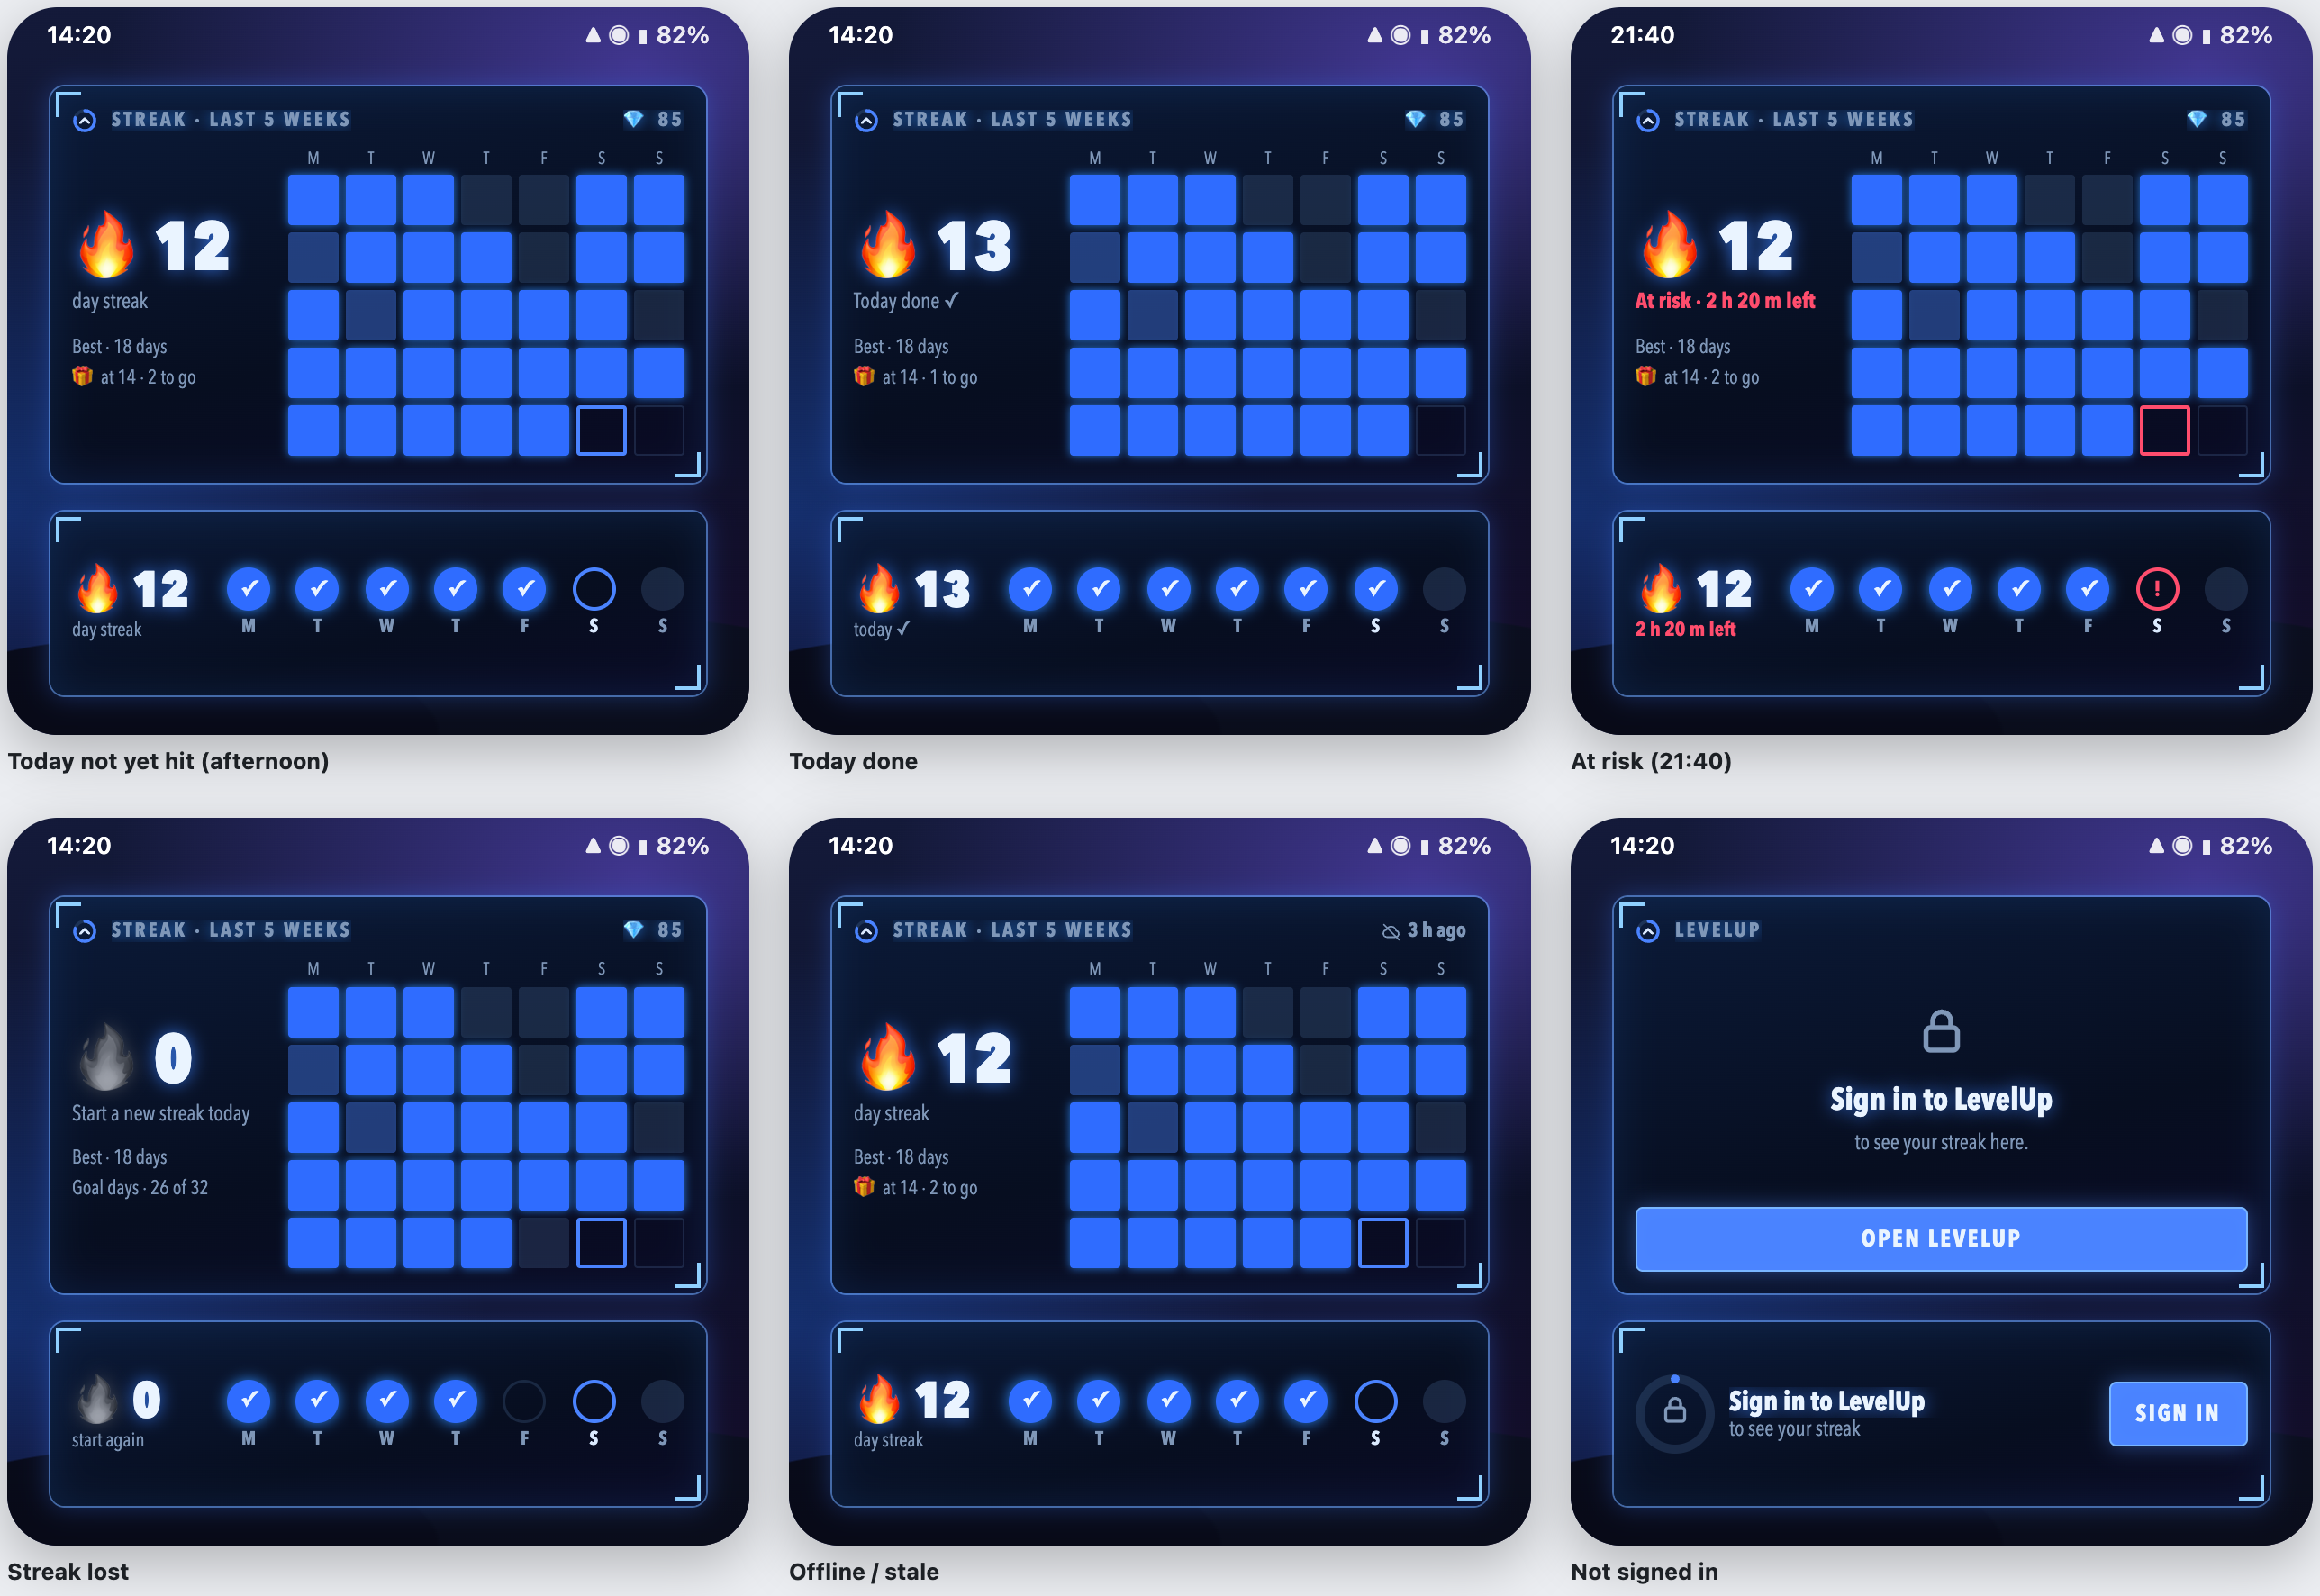 14:20 82%
STREAK · LAST 5 WEEKS 85
M T W T F S S
12
day streak
Best · 18 days
at 14 · 2 to go
12
day streak
M T W T F S S
Today not yet hit (afternoon)
14:20 82%
STREAK · LAST 5 WEEKS 85
M T W T F S S
13
Today done ✓
Best · 18 days
at 14 · 1 to go
13
today ✓
M T W T F S S
Today done
21:40 82%
STREAK · LAST 5 WEEKS 85
M T W T F S S
12
At risk · 2 h 20 m left
Best · 18 days
at 14 · 2 to go
12
!
2 h 20 m left
M T W T F S S
At risk (21:40)
14:20 82%
STREAK · LAST 5 WEEKS 85
M T W T F S S
0
Start a new streak today
Best · 18 days
Goal days · 26 of 32
0
start again
M T W T F S S
Streak lost
14:20 82%
STREAK · LAST 5 WEEKS 3 h ago
M T W T F S S
12
day streak
Best · 18 days
at 14 · 2 to go
12
day streak
M T W T F S S
Offline / stale
14:20 82%
LEVELUP
Sign in to LevelUp
to see your streak here.
OPEN LEVELUP
Sign in to LevelUp
to see your streak
SIGN IN
Not signed in